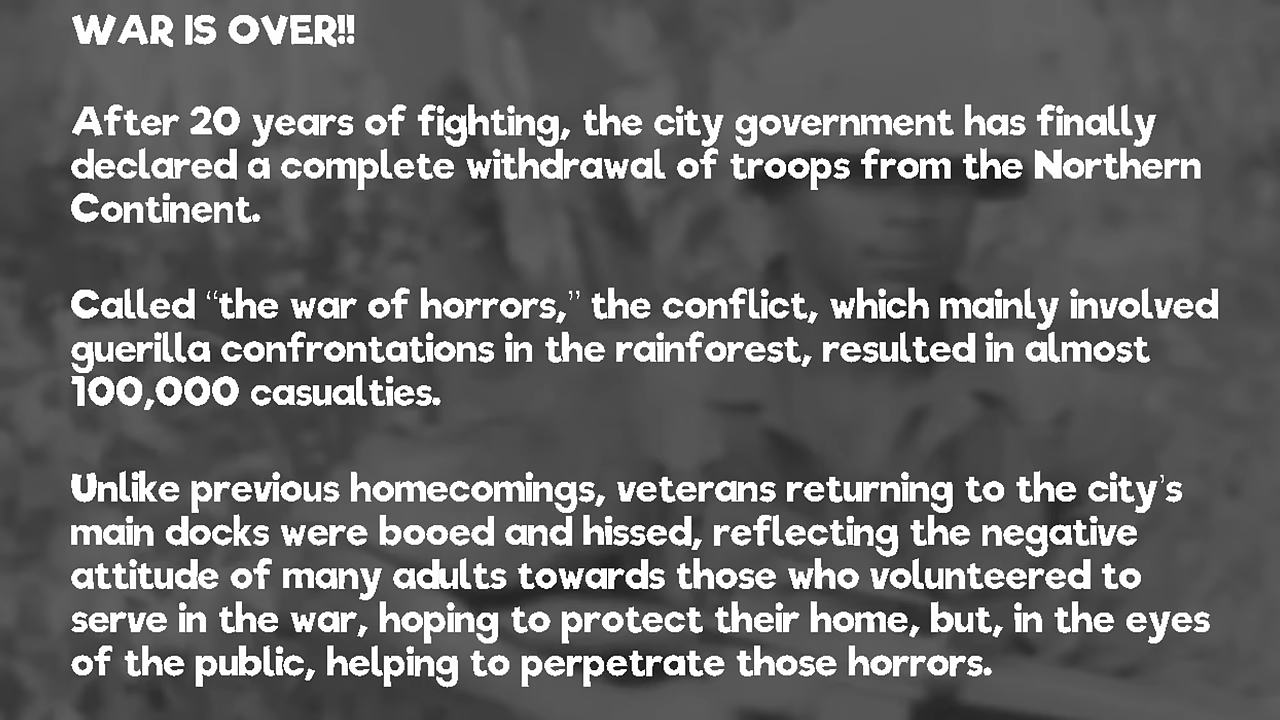 WAR IS OVER!!
After 20 years of fighting, the city government has finally
declared a complete withdrawal of troops from the Northern
Continent.
Called “the war of horrors,” the conflict, which mainly involved
guerilla confrontations in the rainforest, resulted in almost
100,000 casualties.
Unlike previous homecomings, veterans returning to the city's
main docks were booed and hissed, reflecting the negative
attitude of many adults towards those who volunteered to
serve in the war, hoping to protect their home, but, in the eyes
of the public, helping to perpetrate those horrors.